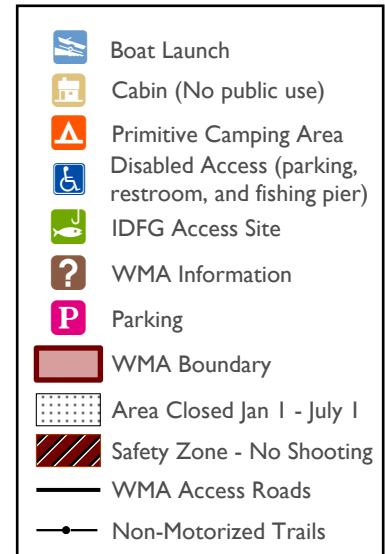 Boat Launch
Cabin (No public use)
Primitive Camping Area
Disabled Access (parking,
restroom, and fishing pier)
IDFG Access Site
? WMA Information
P Parking
WMA Boundary
Area Closed Jan 1 - July 1
Safety Zone - No Shooting
WMA Access Roads
Non-Motorized Trails